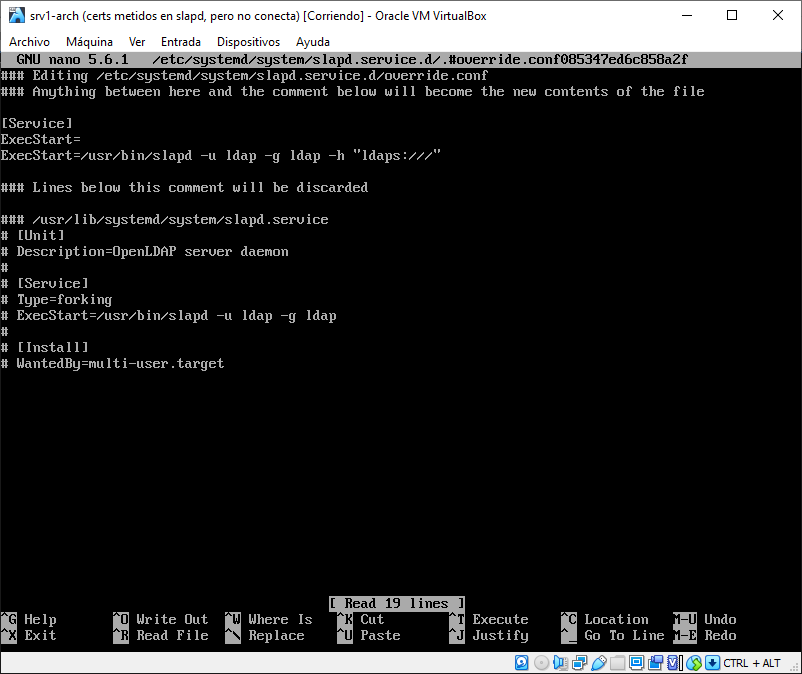 srv1-arch (certs metidos en slapd, pero no conecta) [Corriendo] - Oracle VM VirtualBox
Archivo Máquina Ver Entrada Dispositivos Ayuda
GNU nano 5.6.1 /etc/systemd/system/slapd.service.d/.#override.conf085347ed6c858a2f
### Editing /etc/systemd/system/slapd.service.d/override.conf
### Anything between here and the comment below will become the new contents of the file
[Service]
ExecStart=
ExecStart=/usr/bin/slapd -u ldap -g ldap -h "ldaps:///"
### Lines below this comment will be discarded
### /usr/lib/systemd/system/slapd.service
# [Unit]
# Description=OpenLDAP server daemon
#
# [Service]
# Type=forking
# ExecStart=/usr/bin/slapd -u ldap -g ldap
#
# [Install]
# WantedBy=multi-user.target
[ Read 19 lines ]
^G Help ^O Write Out ^W Where Is ^K Cut ^T Execute ^C Location M-U Undo
^X Exit ^R Read File ^\ Replace ^U Paste ^J Justify ^_ Go To Line M-E Redo
CTRL + ALT